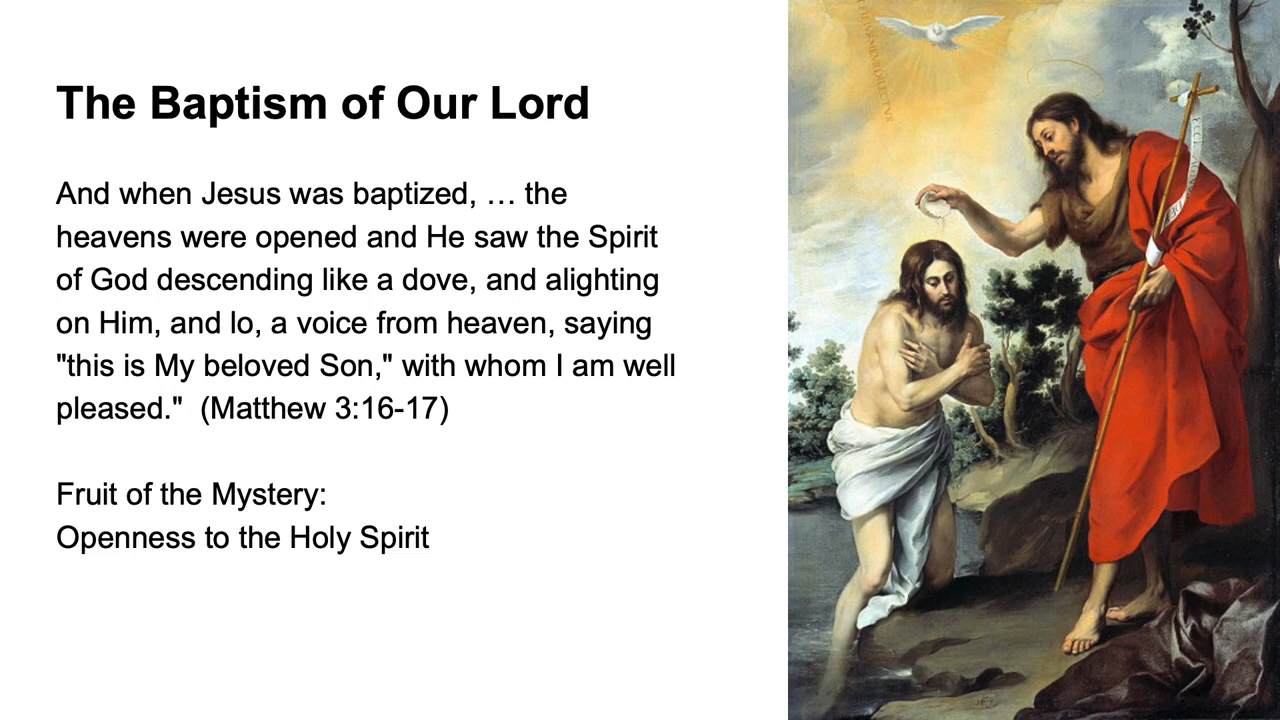 The Baptism of Our Lord
And when Jesus was baptized, … the
heavens were opened and He saw the Spirit
of God descending like a dove, and alighting
on Him, and lo, a voice from heaven, saying
"this is My beloved Son," with whom I am well
pleased."  (Matthew 3:16-17)
Fruit of the Mystery:
Openness to the Holy Spirit